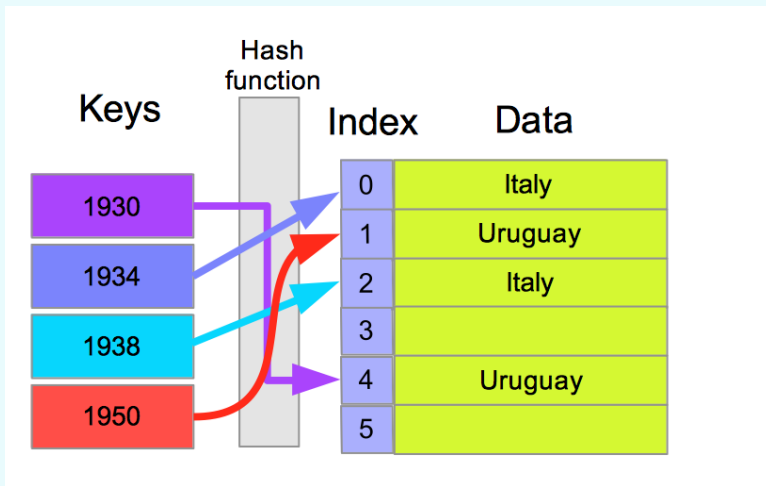 Hash
function
Keys
Index
Data
1930
1934
1938
1950
0 Italy
1 Uruguay
2 Italy
3
4 Uruguay
5